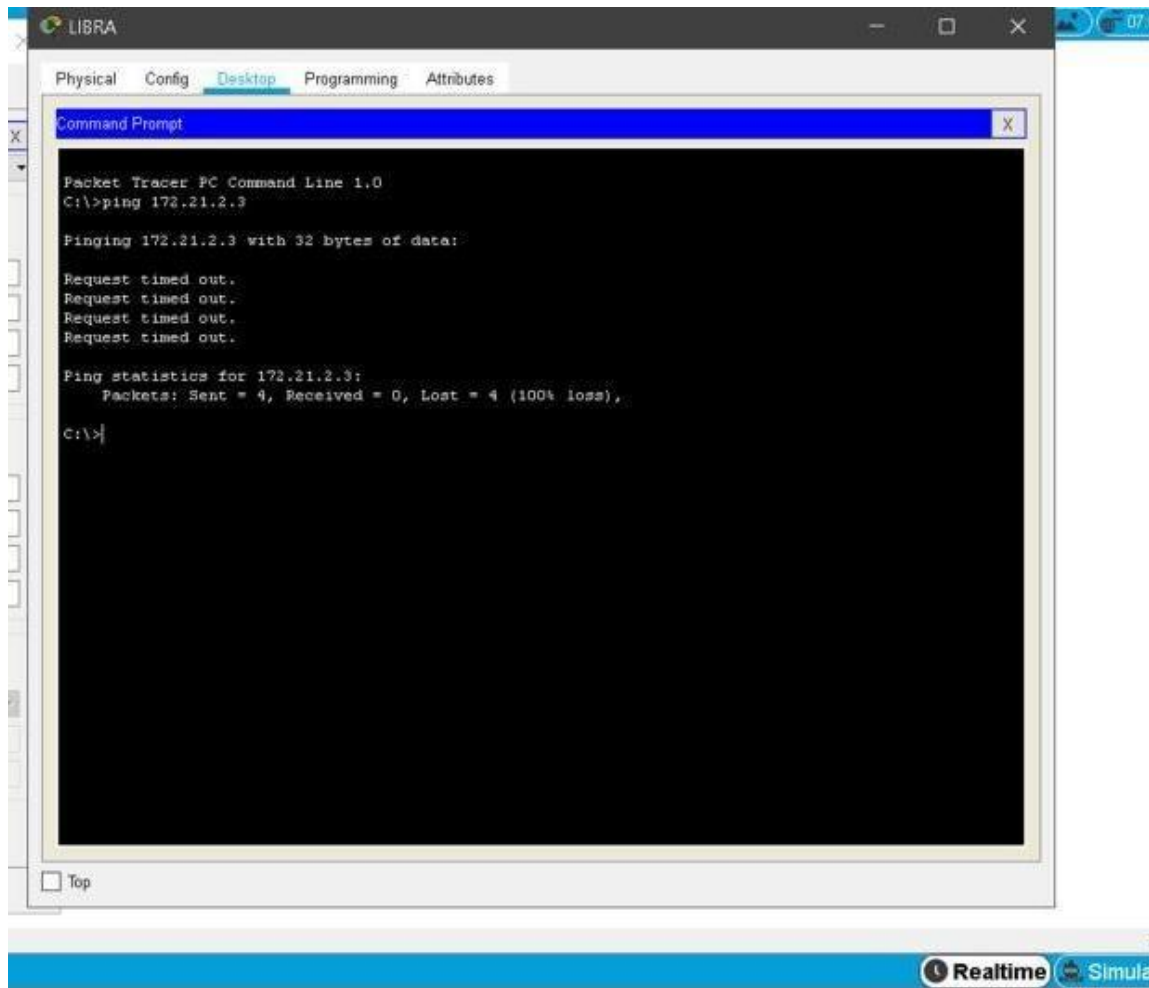 LIBRA
07
Physical Config Desktop Programming Attributes
Command Prompt
X
X
Packet Tracer PC Command Line 1.0
C:\>ping 172.21.2.3
Pinging 172.21.2.3 with 32 bytes of data:
Request timed out.
Request timed out.
Request timed out.
Request timed out.
Ping statistics for 172.21.2.3:
Packets: Sent = 4, Received = 0, Lost = 4 (100% loss),
C:\>
Top
Realtime Simula